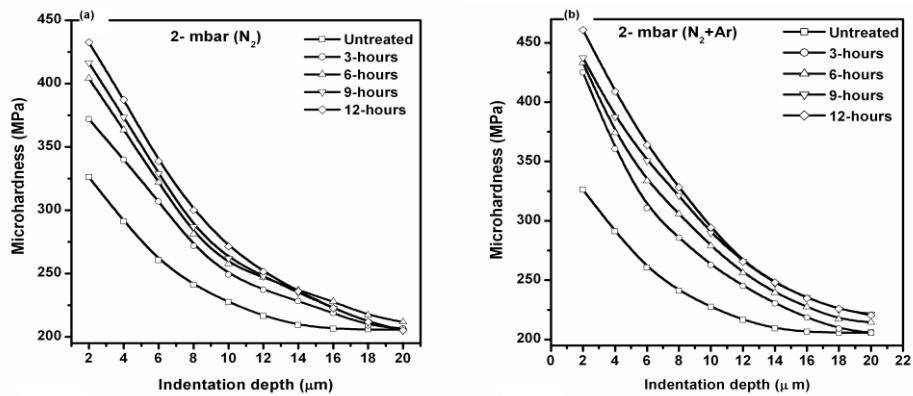 (a)
2- mbar (N2)
Untreated
3-hours
6-hours
9-hours
12-hours
450
400
350
300
250
200
Microhardness (MPa)
2 4 6 8 10 12 14 16 18 20
Indentation depth (μm)
(b)
2- mbar (N2+Ar)
Untreated
3-hours
6-hours
9-hours
12-hours
450
400
350
300
250
200
Microhardness (MPa)
0 2 4 6 8 10 12 14 16 18 20 22
Indentation depth (μ m)